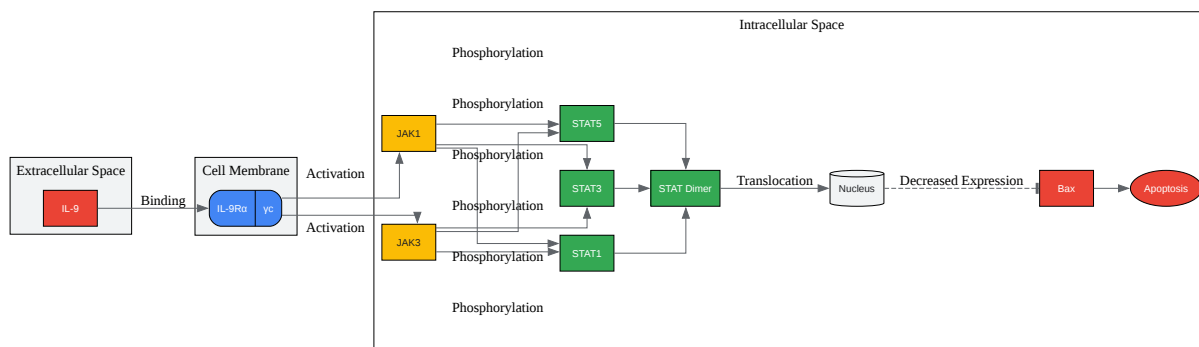 Intracellular Space
Phosphorylation
Phosphorylation
STAT5
JAK1
Phosphorylation
Extracellular Space
Cell Membrane
Activation
STAT3
STAT Dimer
Translocation
Nucleus
Decreased Expression
Bax
Apoptosis
IL-9
Binding
IL-9Rα
γc
Phosphorylation
Activation
JAK3
STAT1
Phosphorylation
Phosphorylation